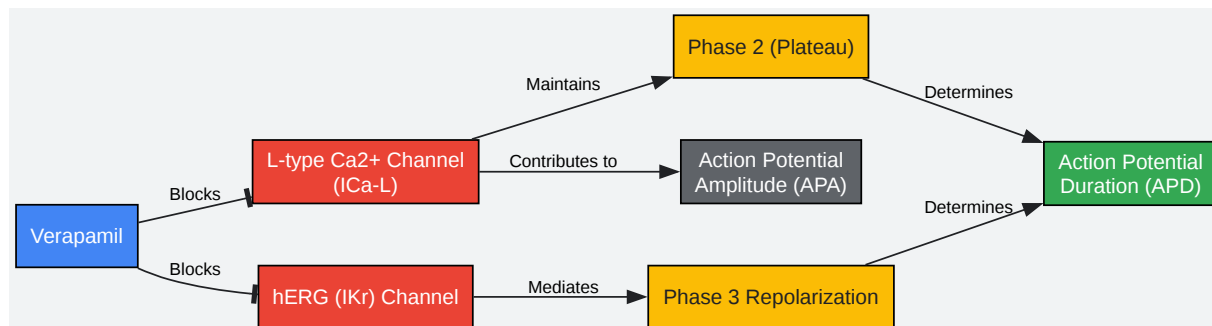 Phase 2 (Plateau)
Maintains
Determines
L-type Ca2+ Channel
(ICa-L)
Contributes to
Action Potential
Amplitude (APA)
Action Potential
Duration (APD)
Blocks
Verapamil
Determines
Blocks
hERG (IKr) Channel
Mediates
Phase 3 Repolarization